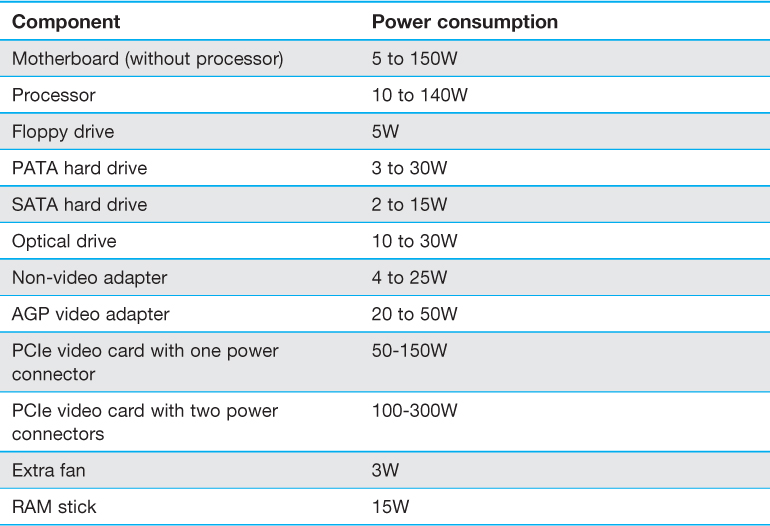 Component Power consumption
Motherboard (without processor) 5 to 150W
Processor 10 to 140W
Floppy drive 5W
PATA hard drive 3 to 30W
SATA hard drive 2 to 15W
Optical drive 10 to 30W
Non-video adapter 4 to 25W
AGP video adapter 20 to 50W
PCIe video card with one power 50-150W
connector
PCIe video card with two power 100-300W
connectors
Extra fan 3W
RAM stick 15W